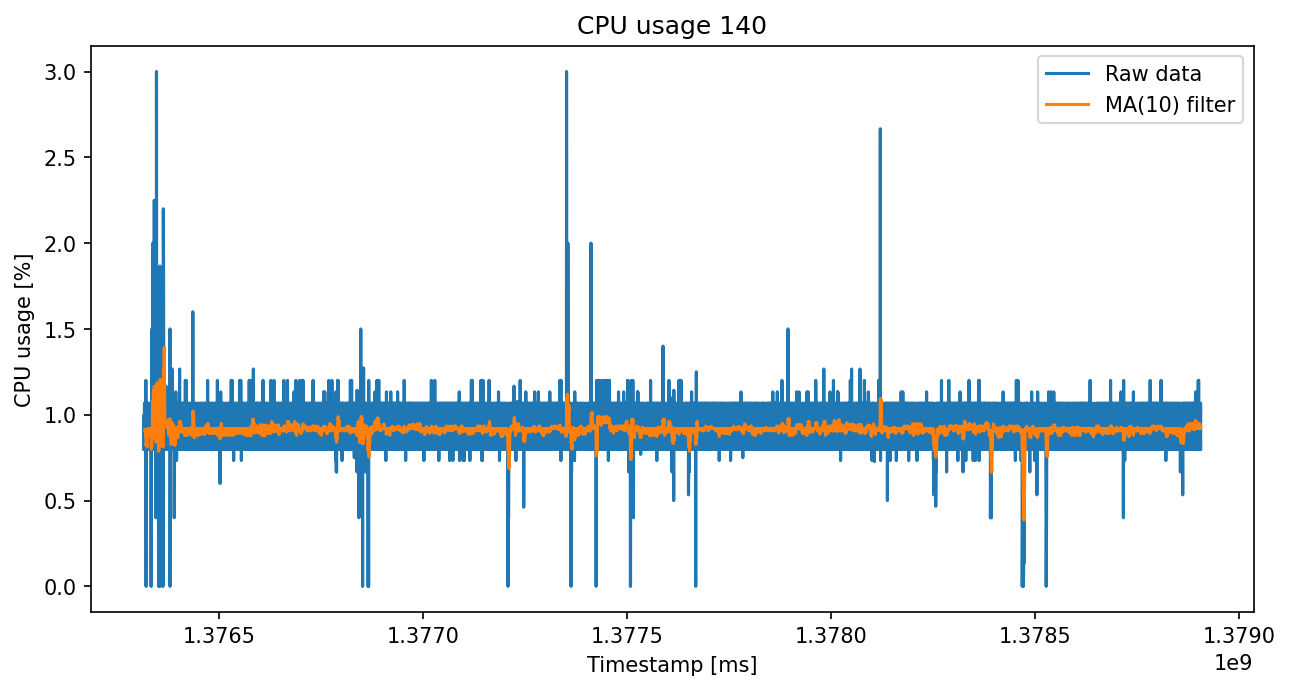 CPU usage 140
Raw data
MA(10) filter
3.0
2.5
2.0
1.5
1.0
0.5
0.0
CPU usage [%]
1.3765 1.3770 1.3775 1.3780 1.3785 1.3790
1e9
Timestamp [ms]